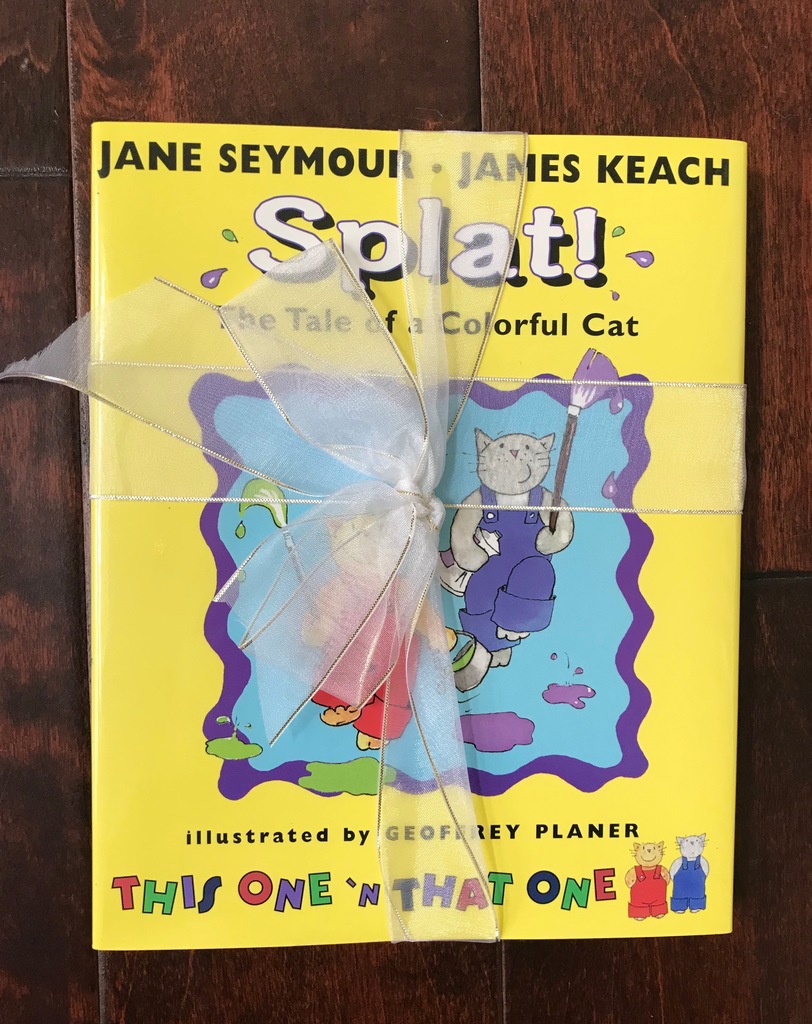 JANE SEYMOUR · JAMES KEACH
Splat!
The Tale of a Colorful Cat
illustrated by GEOFFREY PLANER
THIS ONE 'N THAT ONE